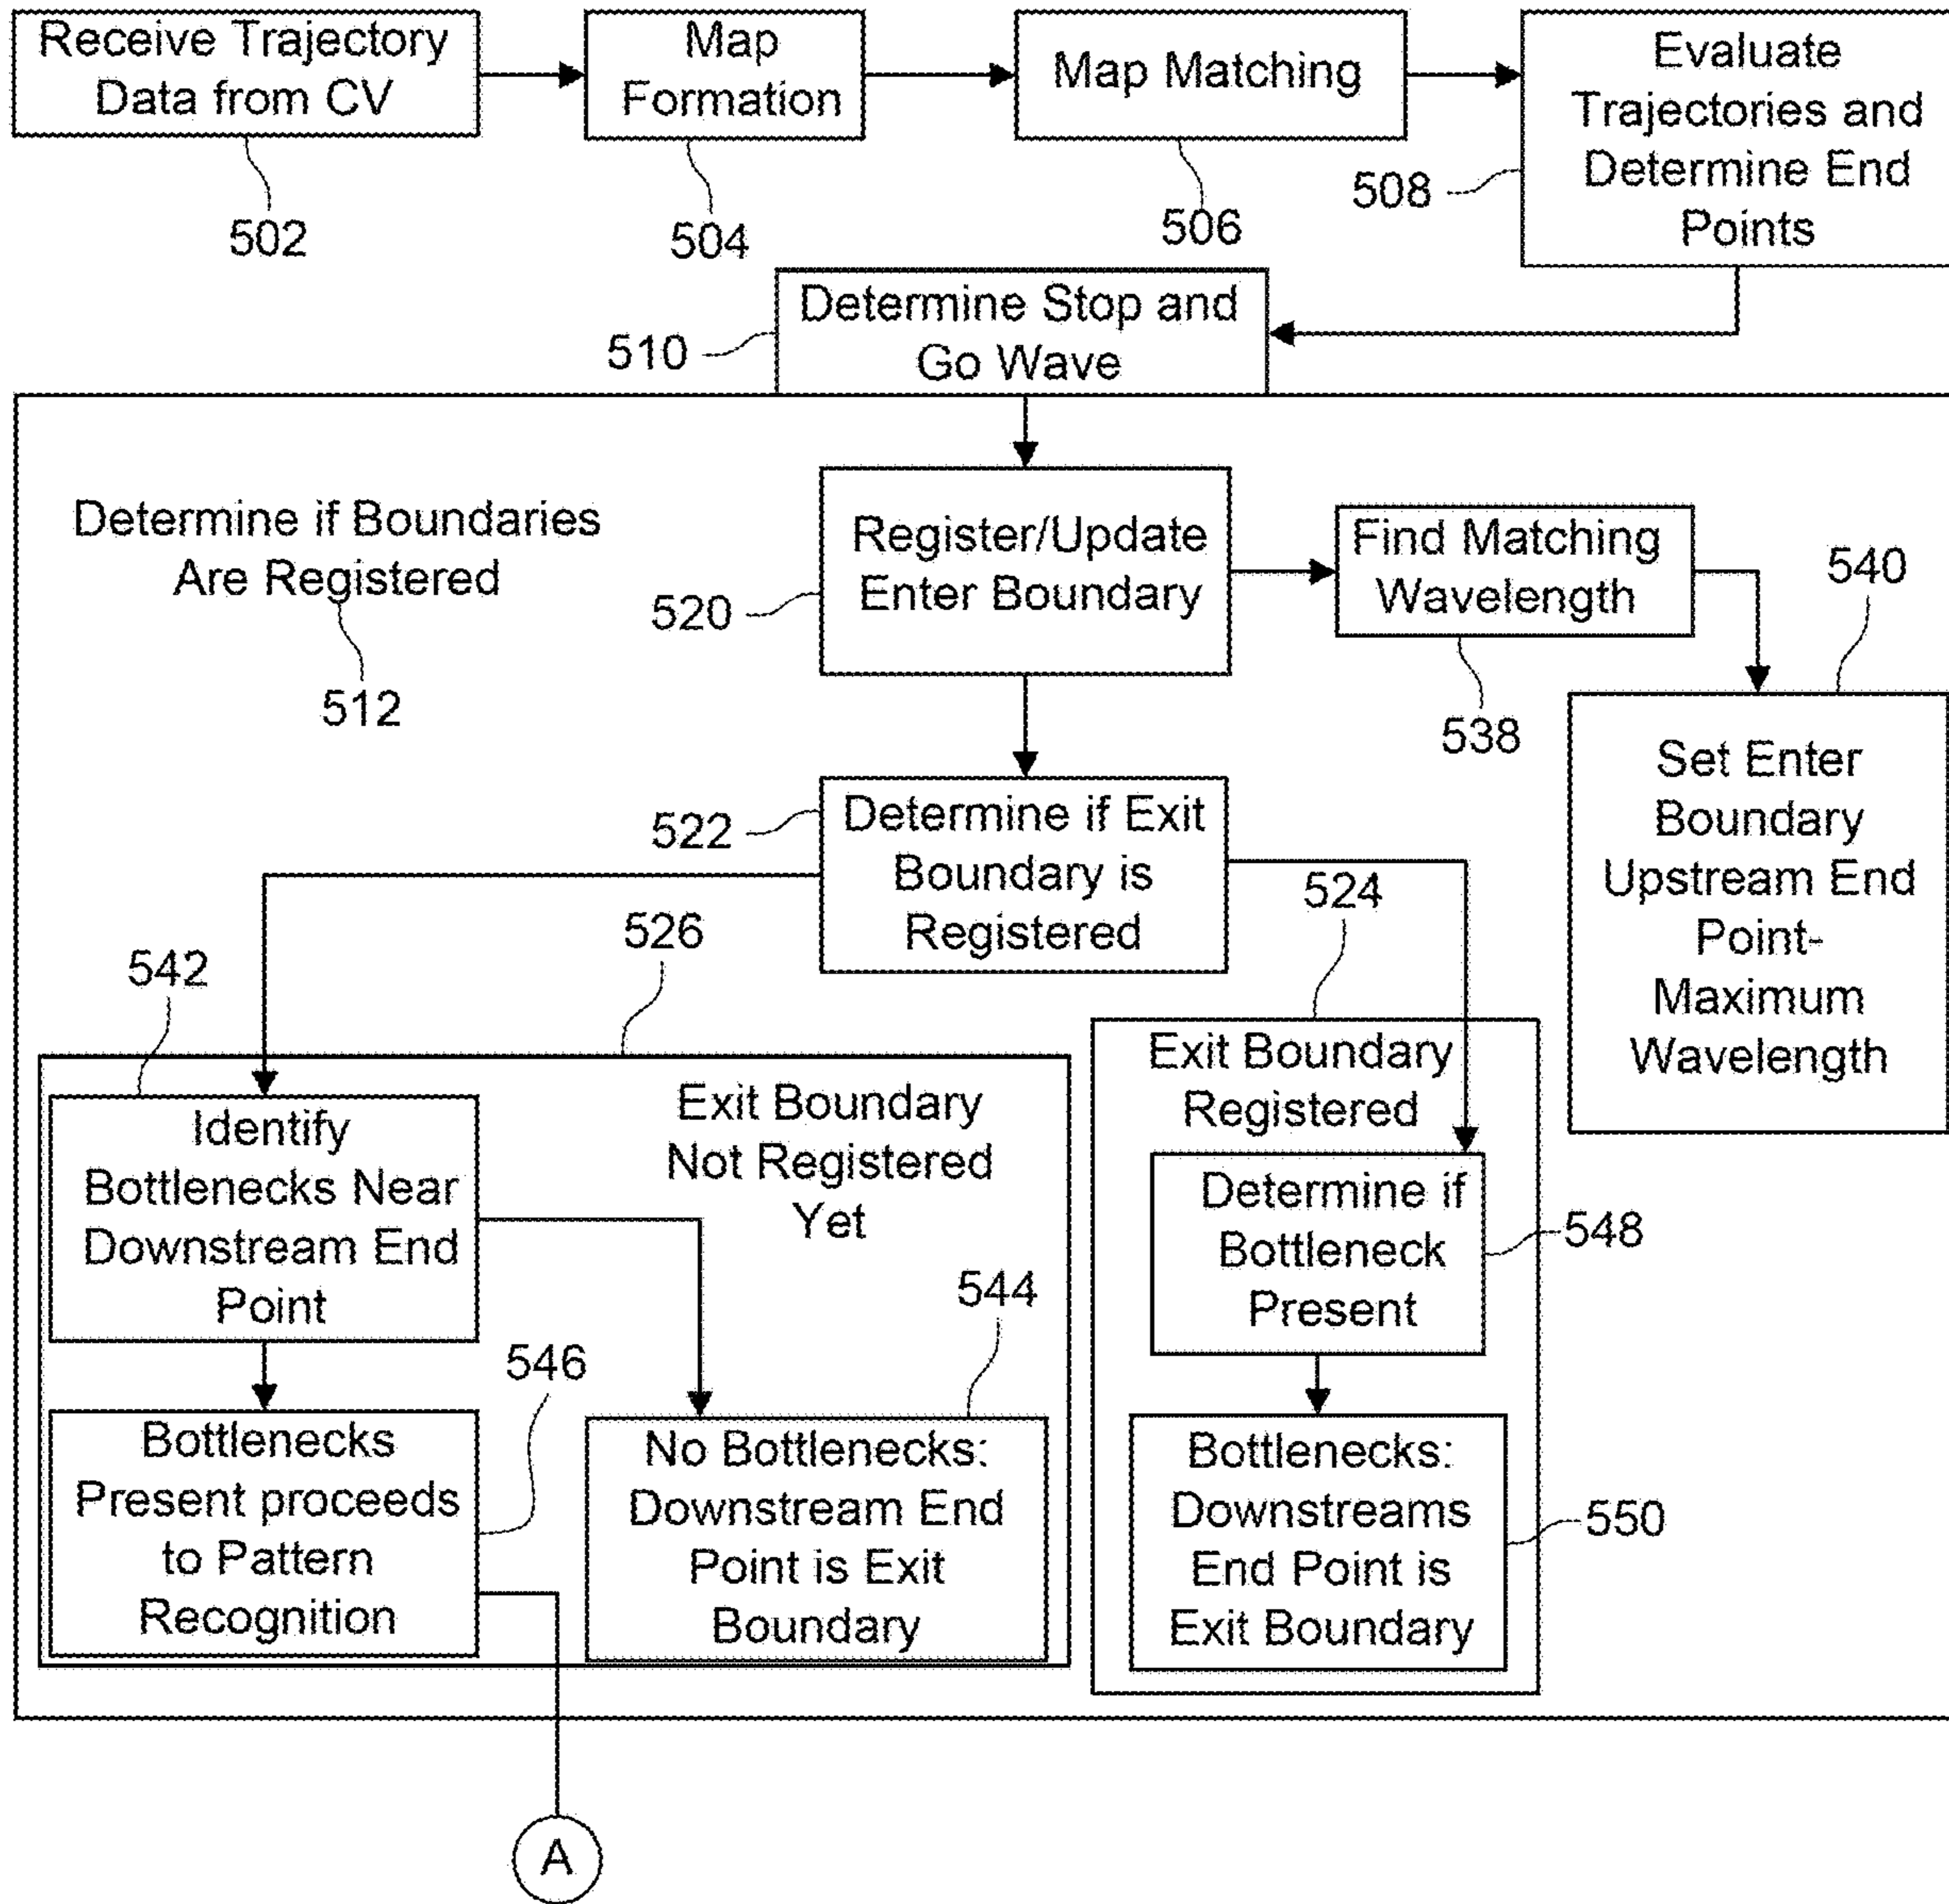 Receive Trajectory
Data from CV
502
Map
Formation
504
Map Matching
506
Evaluate
Trajectories and
Determine End
Points
508
Determine Stop and
Go Wave
510
Determine if Boundaries
Are Registered
512
Register/Update
Enter Boundary
520
Find Matching
Wavelength
538
540
Set Enter
Boundary
Upstream End
Point-
Maximum
Wavelength
Determine if Exit
Boundary is
Registered
522
524
526
542
Identify
Bottlenecks Near
Downstream End
Point
Exit Boundary
Not Registered
Yet
Exit Boundary
Registered
Determine if
Bottleneck
Present
548
544
546
Bottlenecks
Present proceeds
to Pattern
Recognition
No Bottlenecks:
Downstream End
Point is Exit
Boundary
Bottlenecks:
Downstreams
End Point is
Exit Boundary
550
A